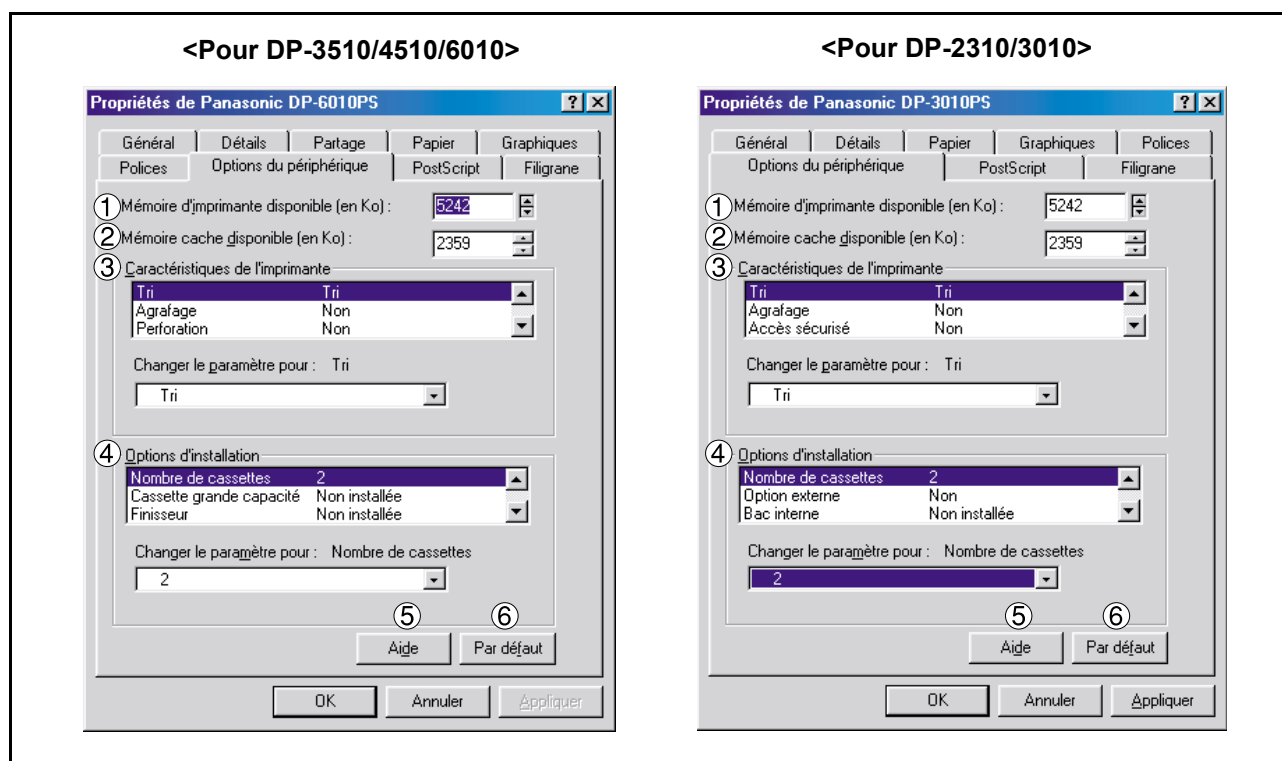 <Pour DP-3510/4510/6010>
Propriétés de Panasonic DP-6010PS
Général Détails Partage Papier Graphiques
Polices Options du périphérique PostScript Filigrane
① Mémoire d'imprimante disponible (en Ko) : 5242
② Mémoire cache disponible (en Ko) : 2359
③ Caractéristiques de l'imprimante
Tri Tri
Agrafage Non
Perforation Non
Changer le paramètre pour : Tri
Tri
④ Options d'installation
Nombre de cassettes 2
Cassette grande capacité Non installée
Finisseur Non installée
Changer le paramètre pour : Nombre de cassettes
2
⑤ ⑥
Aide Par défaut
OK Annuler Appliquer
<Pour DP-2310/3010>
Propriétés de Panasonic DP-3010PS
Général Détails Papier Graphiques Polices
Options du périphérique PostScript Filigrane
① Mémoire d'imprimante disponible (en Ko) : 5242
② Mémoire cache disponible (en Ko) : 2359
③ Caractéristiques de l'imprimante
Tri Tri
Agrafage Non
Accès sécurisé Non
Changer le paramètre pour : Tri
Tri
④ Options d'installation
Nombre de cassettes 2
Option externe Non
Bac interne Non installée
Changer le paramètre pour : Nombre de cassettes
2
⑤ ⑥
Aide Par défaut
OK Annuler Appliquer